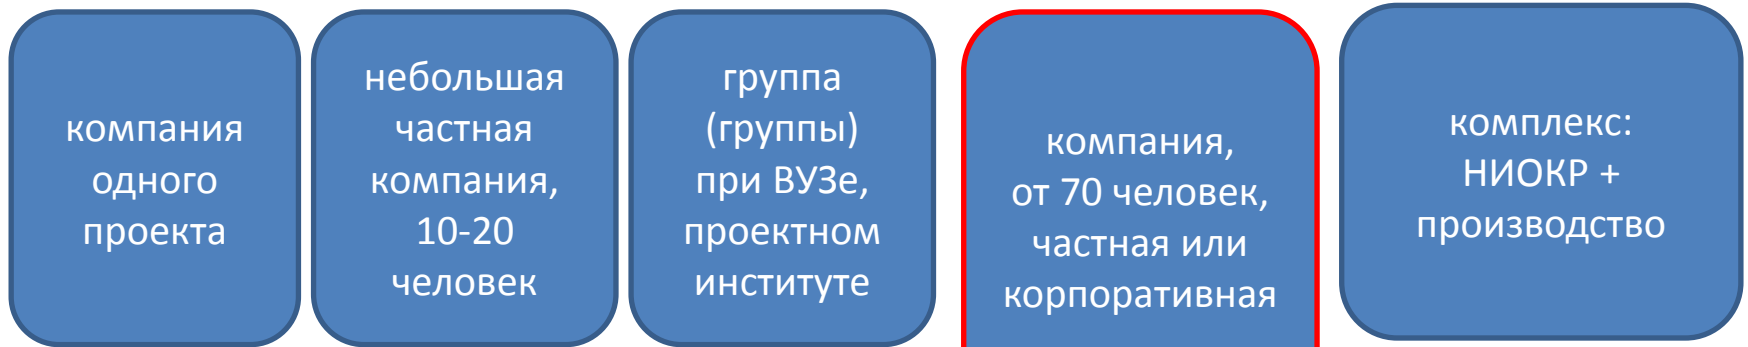 компания
одного
проекта
небольшая
частная
компания,
10-20
человек
группа
(группы)
при ВУЗе,
проектном
институте
компания,
от 70 человек,
частная или
корпоративная
комплекс:
НИОКР +
производство